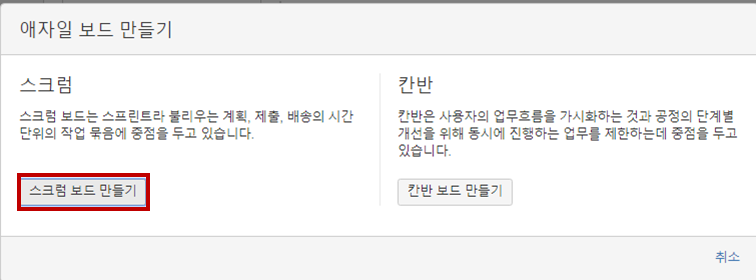 애자일 보드 만들기
스크럼
스크럼 보드는 스프린트라 불리우는 계획, 제출, 배송의 시간
단위의 작업 묶음에 중점을 두고 있습니다.
스크럼 보드 만들기
칸반
칸반은 사용자의 업무흐름을 가시화하는 것과 공정의 단계별
개선을 위해 동시에 진행하는 업무를 제한하는데 중점을 두고
있습니다.
칸반 보드 만들기
취소